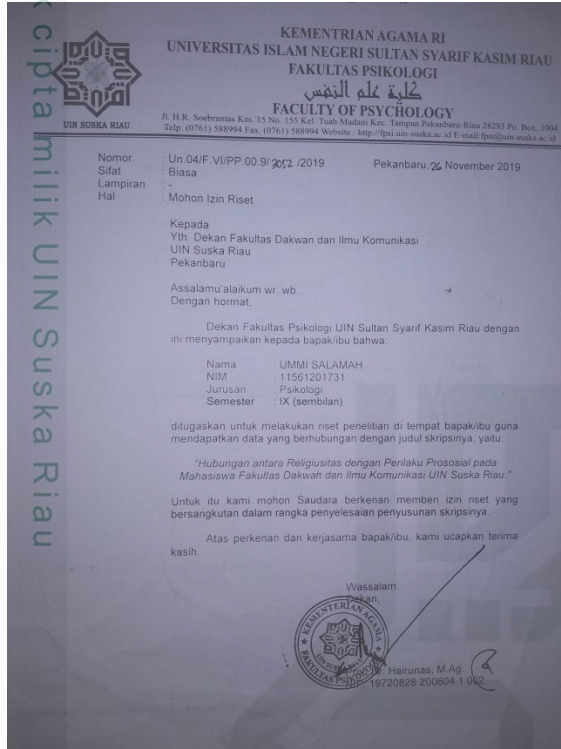 KEMENTRIAN AGAMA RI
UNIVERSITAS ISLAM NEGERI SULTAN SYARIF KASIM RIAU
FAKULTAS PSIKOLOGI
كلية علم النفس
FACULTY OF PSYCHOLOGY
UIN SUSKA RIAU
Jl. H.R. Soebrantas Km. 15 No. 155 Kel. Tuah Madani Kec. Tampan Pekanbaru-Riau 28293 Po. Box. 1004
Telp. (0761) 588994 Fax. (0761) 588994 Website : http://fpsi.uin-suska.ac.id E-mail:fpsi@uin-suska.ac.id
Nomor : Un.04/F.VI/PP.00.9/ 9052 /2019 Pekanbaru, 26 November 2019
Sifat : Biasa
Lampiran : -
Hal : Mohon Izin Riset
Kepada
Yth. Dekan Fakultas Dakwan dan Ilmu Komunikasi
UIN Suska Riau
Pekanbaru
Assalamu'alaikum wr. wb.
Dengan hormat,
Dekan Fakultas Psikologi UIN Sultan Syarif Kasim Riau dengan
ini menyampaikan kepada bapak/ibu bahwa:
Nama : UMMI SALAMAH
NIM : 11561201731
Jurusan : Psikologi
Semester : IX (sembilan)
ditugaskan untuk melakukan riset penelitian di tempat bapak/ibu guna
mendapatkan data yang berhubungan dengan judul skripsinya, yaitu:
"Hubungan antara Religiusitas dengan Perilaku Prososial pada
Mahasiswa Fakultas Dakwah dan Ilmu Komunikasi UIN Suska Riau."
Untuk itu kami mohon Saudara berkenan memberi izin riset yang
bersangkutan dalam rangka penyelesaian penyusunan skripsinya.
Atas perkenan dan kerjasama bapak/ibu, kami ucapkan terima
kasih.
Wassalam.
Dekan,
KEMENTERIAN AGAMA
UIN SUSKA RIAU
FAKULTAS PSIKOLOGI
Hairunas, M.Ag.
19720828 200604 1 002
k cipta milik UIN Suska Riau